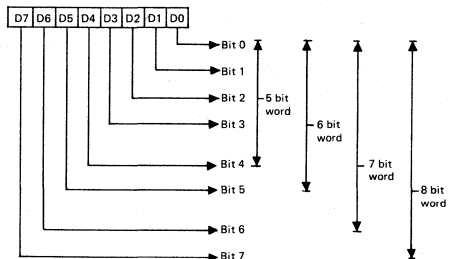 D7 D6 D5 D4 D3 D2 D1 D0
Bit 0
Bit 1
Bit 2
Bit 3
Bit 4
Bit 5
Bit 6
Bit 7
5 bit
word
6 bit
word
7 bit
word
8 bit
word